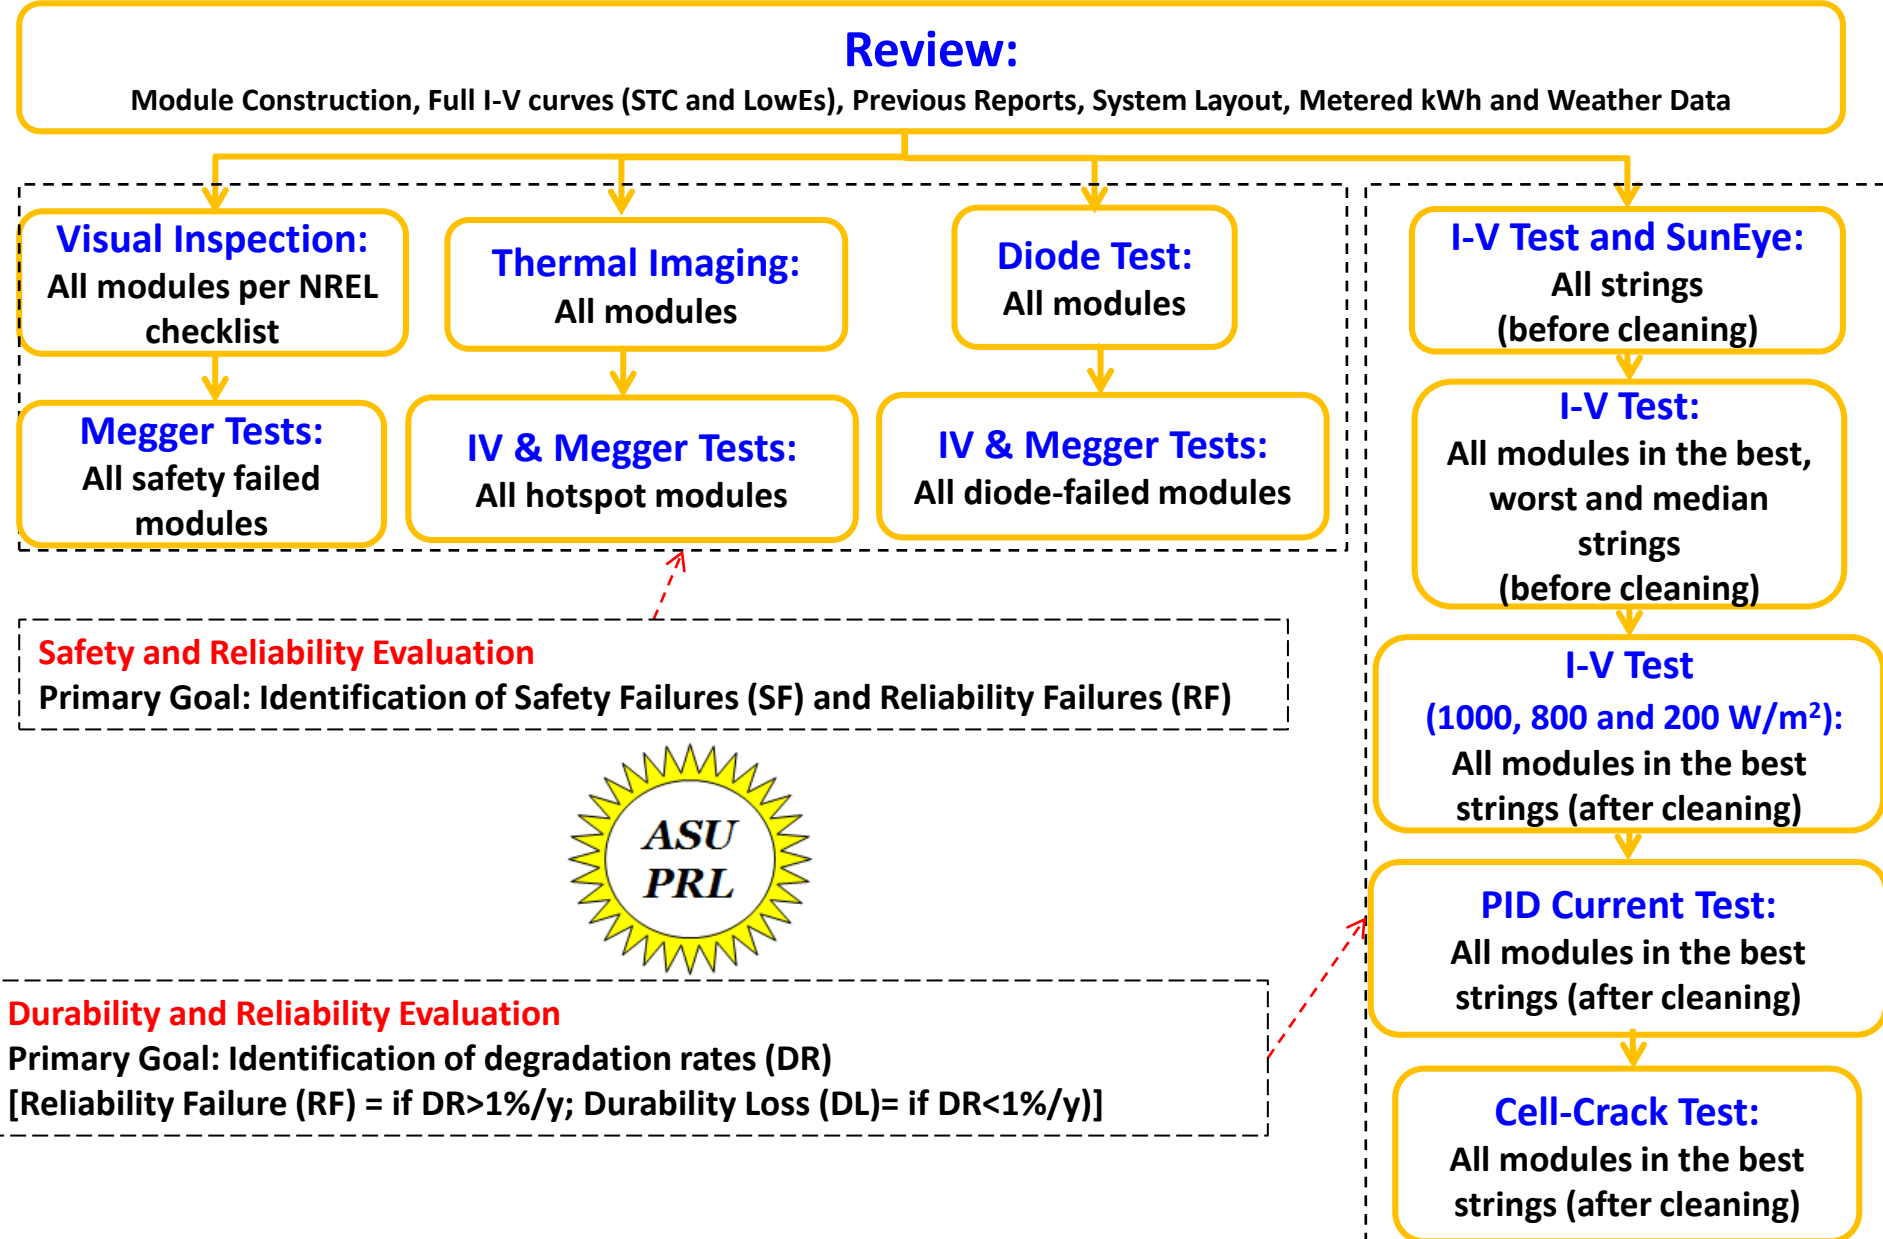 Review:
Module Construction, Full I-V curves (STC and LowEs), Previous Reports, System Layout, Metered kWh and Weather Data
Visual Inspection:
All modules per NREL
checklist
Thermal Imaging:
All modules
Diode Test:
All modules
I-V Test and SunEye:
All strings
(before cleaning)
Megger Tests:
All safety failed
modules
IV & Megger Tests:
All hotspot modules
IV & Megger Tests:
All diode-failed modules
I-V Test:
All modules in the best,
worst and median
strings
(before cleaning)
Safety and Reliability Evaluation
Primary Goal: Identification of Safety Failures (SF) and Reliability Failures (RF)
I-V Test
(1000, 800 and 200 W/m²):
All modules in the best
strings (after cleaning)
ASU
PRL
PID Current Test:
All modules in the best
strings (after cleaning)
Durability and Reliability Evaluation
Primary Goal: Identification of degradation rates (DR)
[Reliability Failure (RF) = if DR>1%/y; Durability Loss (DL)= if DR<1%/y)]
Cell-Crack Test:
All modules in the best
strings (after cleaning)